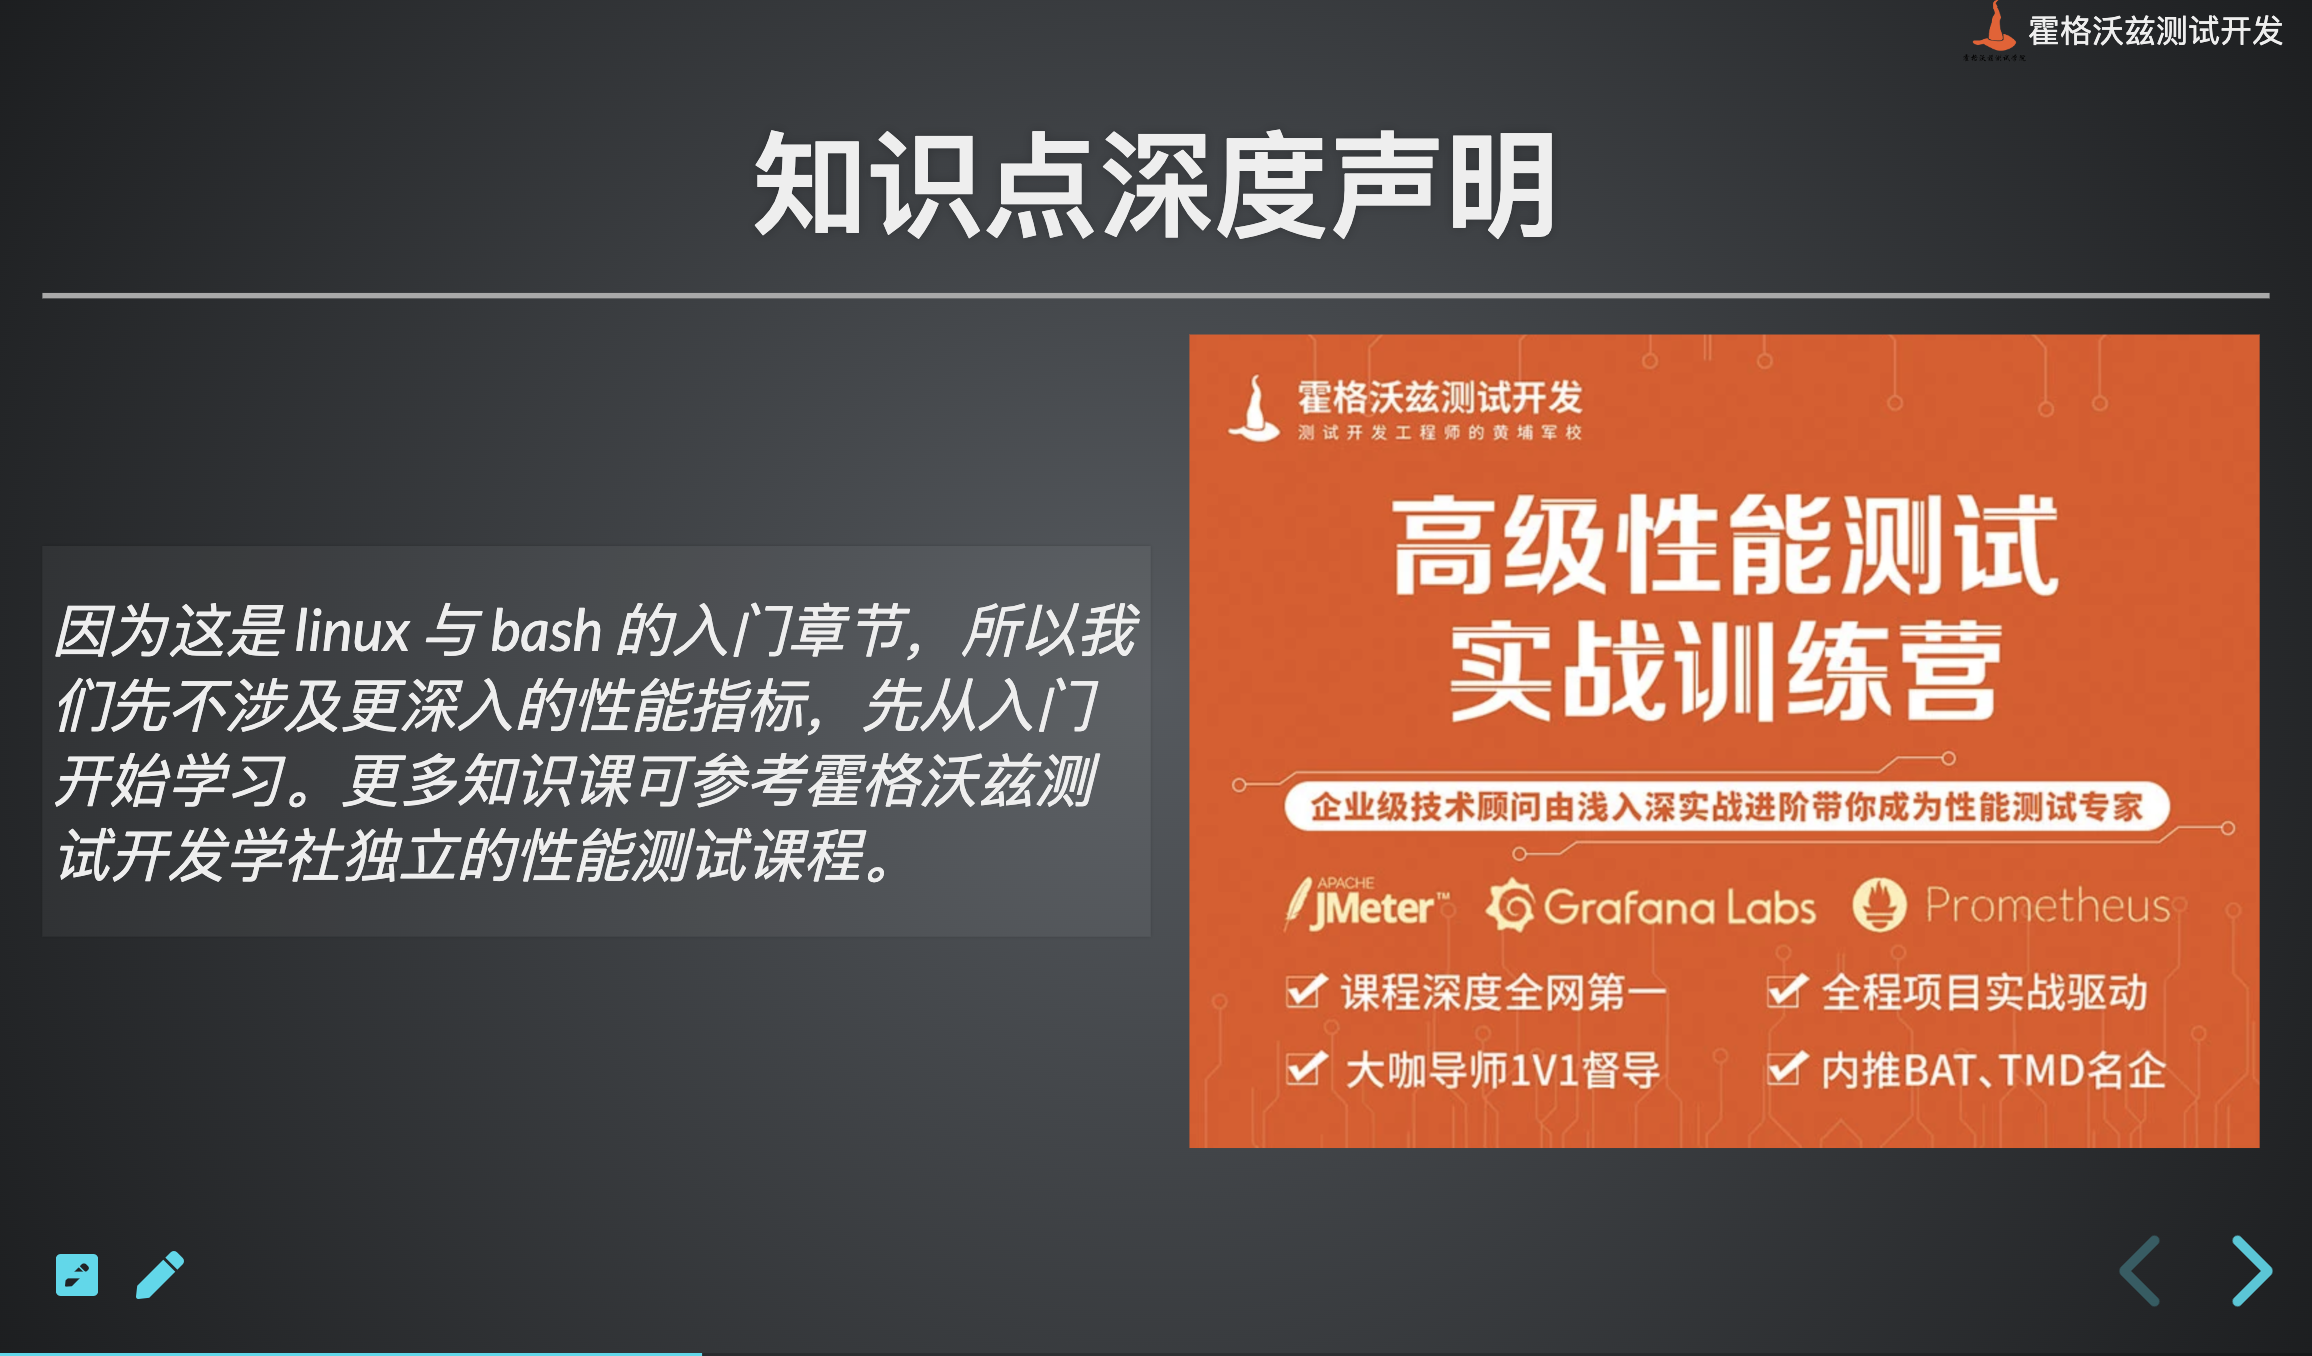 霍格沃兹测试开发
知识点深度声明
因为这是 linux 与 bash 的入门章节，所以我
们先不涉及更深入的性能指标，先从入门
开始学习。更多知识课可参考霍格沃兹测
试开发学社独立的性能测试课程。
霍格沃兹测试开发
测试开发工程师的黄埔军校
高级性能测试
实战训练营
企业级技术顾问由浅入深实战进阶带你成为性能测试专家
APACHE
JMeter™ Grafana Labs Prometheus
课程深度全网第一 全程项目实战驱动
大咖导师1V1督导 内推BAT、TMD名企